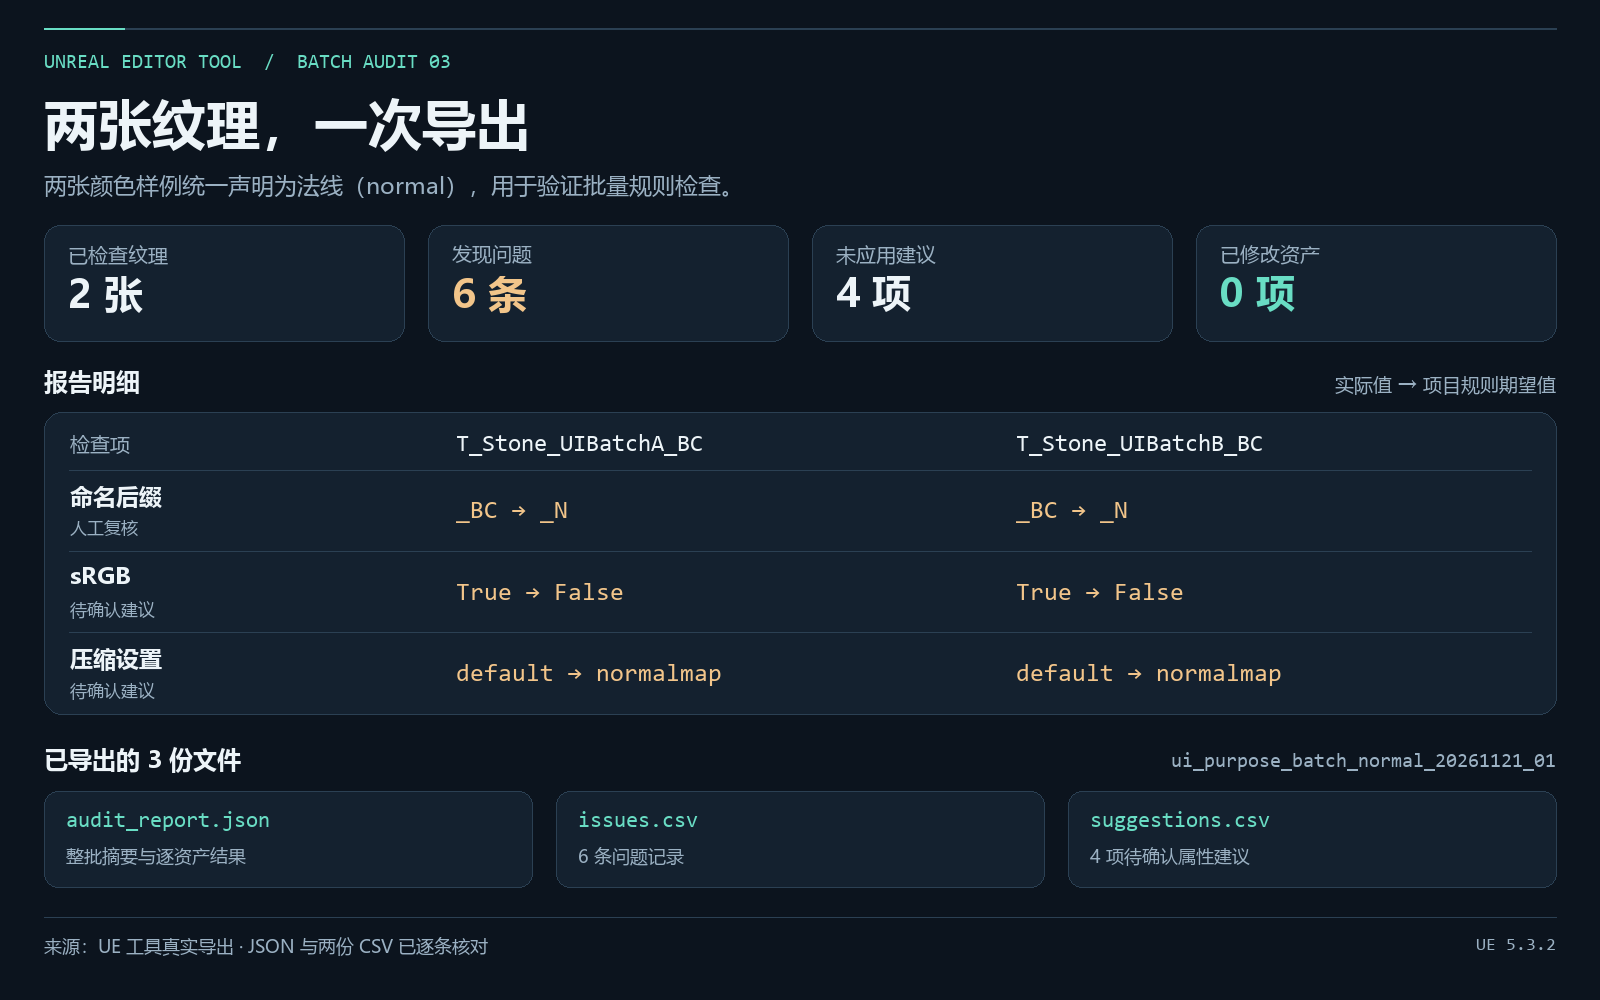 UNREAL EDITOR TOOL / BATCH AUDIT 03
两张纹理，一次导出
两张颜色样例统一声明为法线（normal），用于验证批量规则检查。
已检查纹理
2 张
发现问题
6 条
未应用建议
4 项
已修改资产
0 项
报告明细
实际值 → 项目规则期望值
检查项 T_Stone_UIBatchA_BC T_Stone_UIBatchB_BC
命名后缀
人工复核
_BC → _N _BC → _N
sRGB
待确认建议
True → False True → False
压缩设置
待确认建议
default → normalmap default → normalmap
已导出的 3 份文件
ui_purpose_batch_normal_20261121_01
audit_report.json
整批摘要与逐资产结果
issues.csv
6 条问题记录
suggestions.csv
4 项待确认属性建议
来源：UE 工具真实导出 · JSON 与两份 CSV 已逐条核对
UE 5.3.2